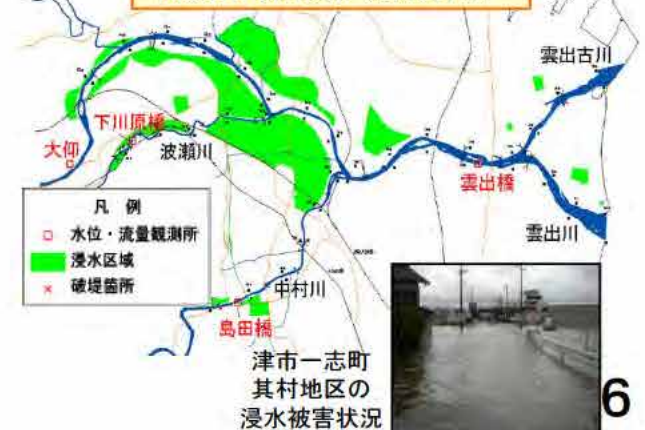 雲出古川
下川原橋
大仰
波瀬川
雲出橋
凡 例
水位・流量観測所
浸水区域
破堤箇所
雲出川
中村川
島田橋
津市一志町
其村地区の
浸水被害状況
6